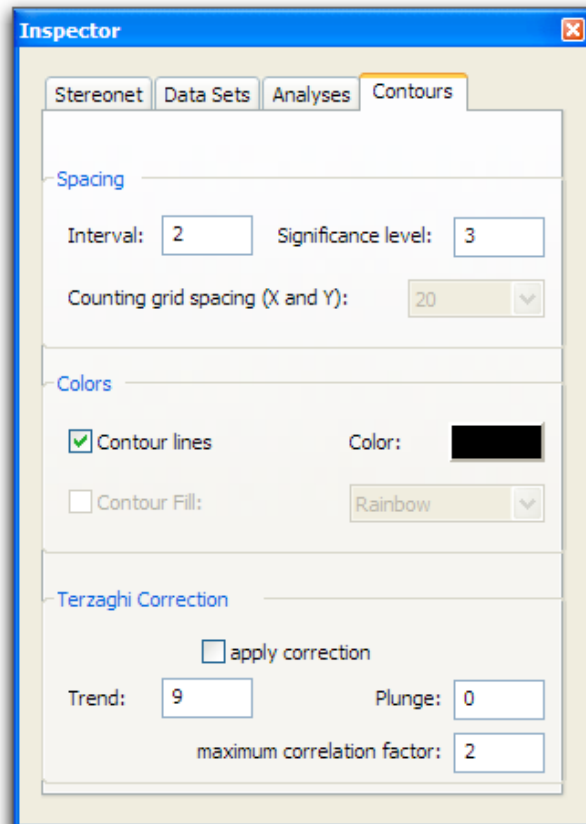 Inspector
Stereonet Data Sets Analyses Contours
Spacing
Interval: 2 Significance level: 3
Counting grid spacing (X and Y): 20
Colors
Contour lines Color:
Contour Fill: Rainbow
Terzaghi Correction
apply correction
Trend: 9 Plunge: 0
maximum correlation factor: 2